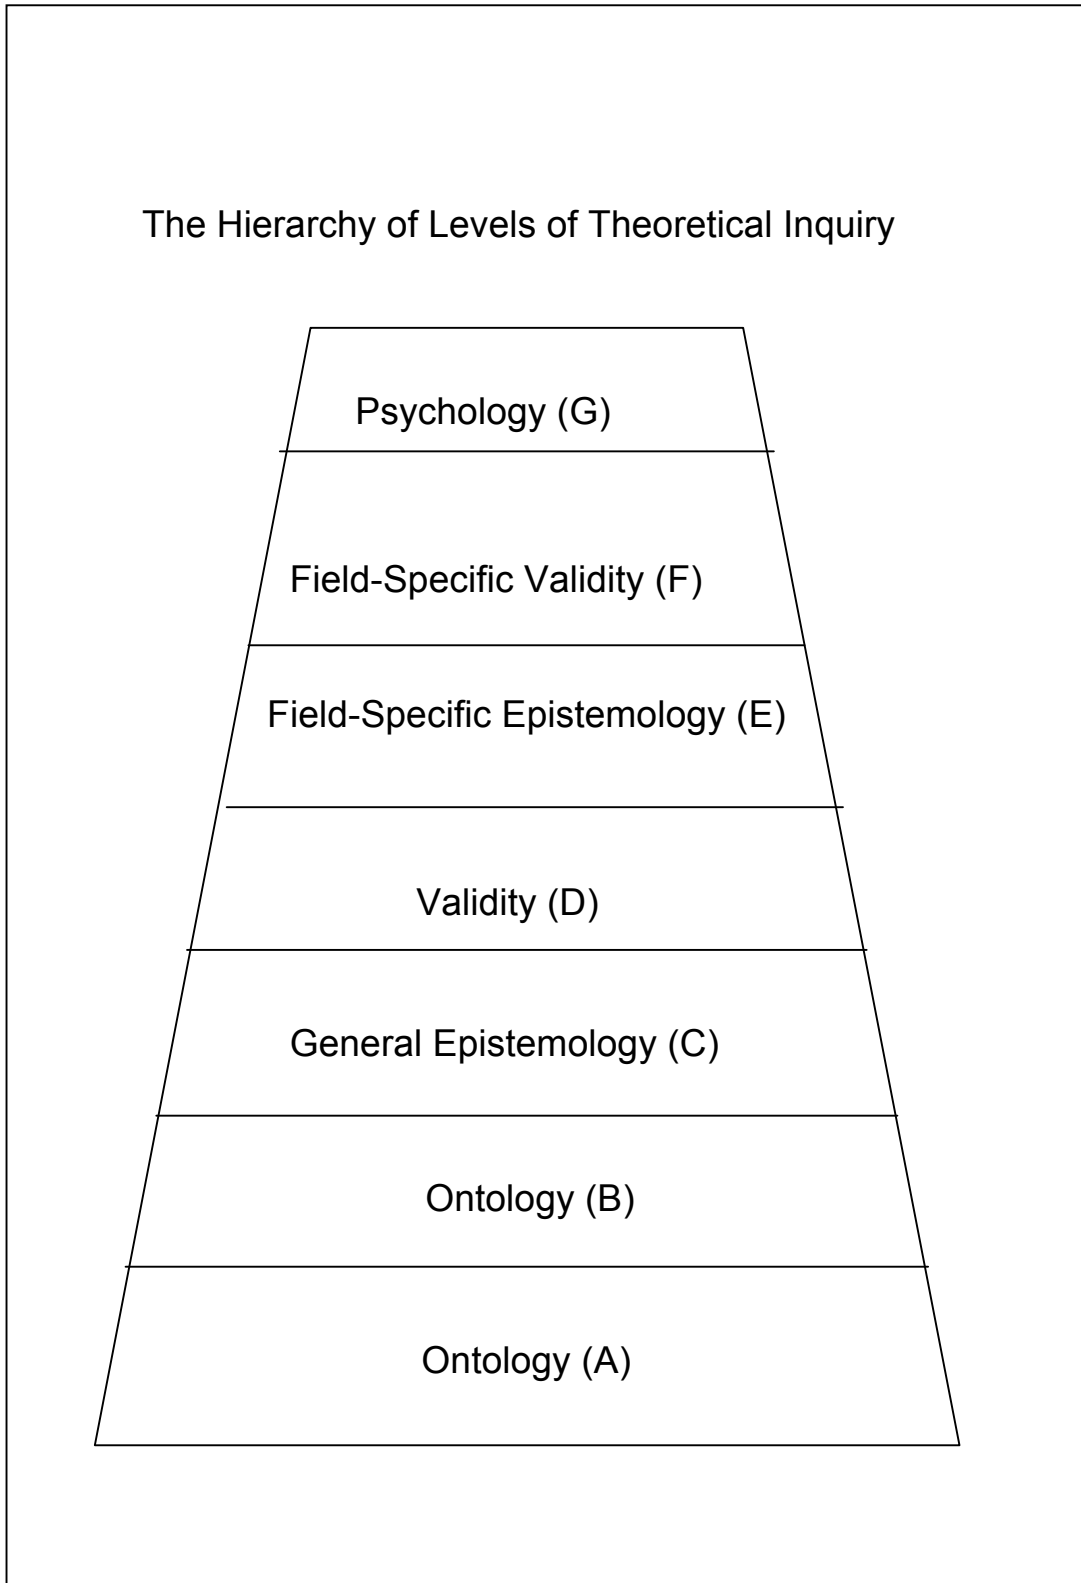 The Hierarchy of Levels of Theoretical Inquiry
Psychology (G)
Field-Specific Validity (F)
Field-Specific Epistemology (E)
Validity (D)
General Epistemology (C)
Ontology (B)
Ontology (A)